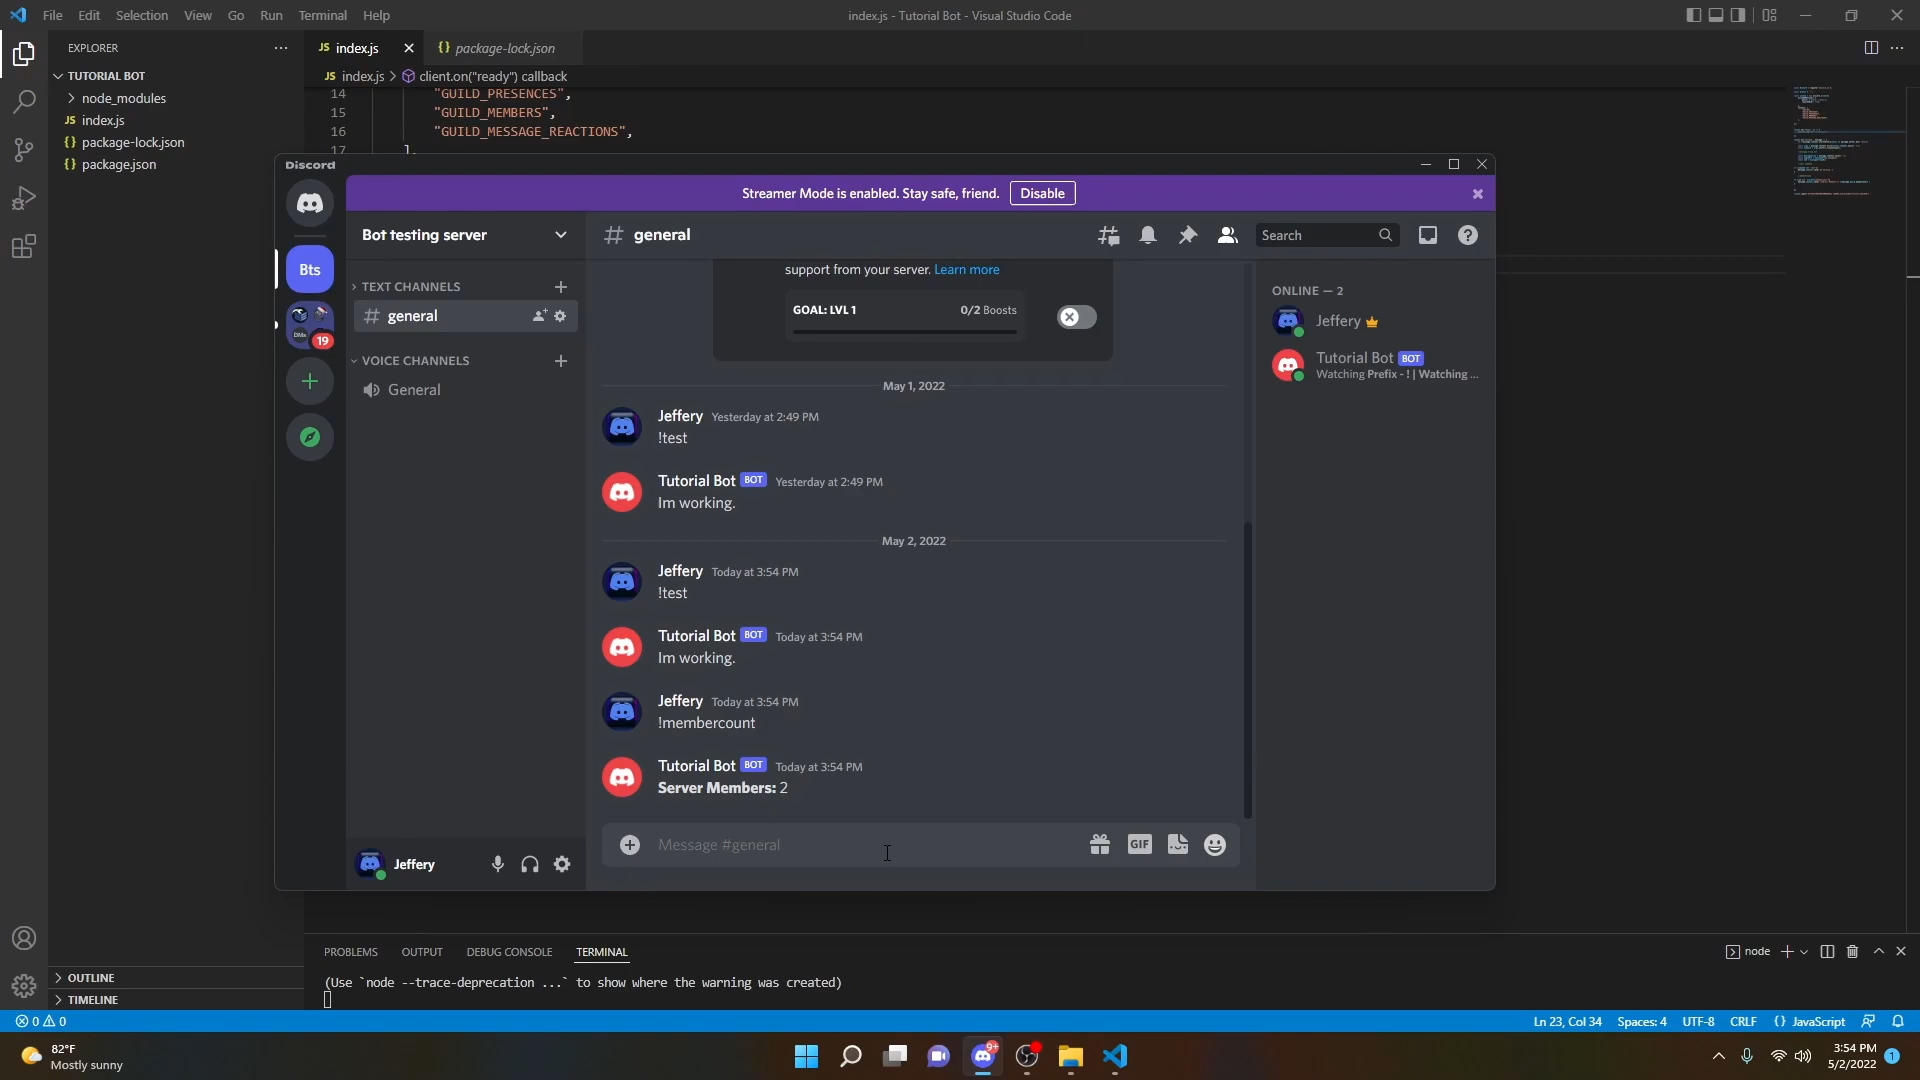 File Edit Selection View Go Run Terminal Help
index.js - Tutorial Bot - Visual Studio Code
EXPLORER
TUTORIAL BOT
node_modules
JS index.js
{} package-lock.json
{} package.json
OUTLINE
TIMELINE
JS index.js
{} package-lock.json
JS index.js > client.on("ready") callback
14 "GUILD_PRESENCES",
15 "GUILD_MEMBERS",
16 "GUILD_MESSAGE_REACTIONS",
17 ],
Discord
Streamer Mode is enabled. Stay safe, friend. Disable
Bts
19
Bot testing server
TEXT CHANNELS
# general
VOICE CHANNELS
General
Jeffery
# general
Search
support from your server. Learn more
GOAL: LVL 1 0/2 Boosts
May 1, 2022
Jeffery Yesterday at 2:49 PM
!test
Tutorial Bot BOT Yesterday at 2:49 PM
Im working.
May 2, 2022
Jeffery Today at 3:54 PM
!test
Tutorial Bot BOT Today at 3:54 PM
Im working.
Jeffery Today at 3:54 PM
!membercount
Tutorial Bot BOT Today at 3:54 PM
Server Members: 2
Message #general
GIF
ONLINE — 2
Jeffery
Tutorial Bot BOT
Watching Prefix - ! | Watching ...
PROBLEMS OUTPUT DEBUG CONSOLE TERMINAL
node
(Use `node --trace-deprecation ...` to show where the warning was created)
0 0
Ln 23, Col 34 Spaces: 4 UTF-8 CRLF {} JavaScript
82°F
Mostly sunny
9+
3:54 PM
5/2/2022
1